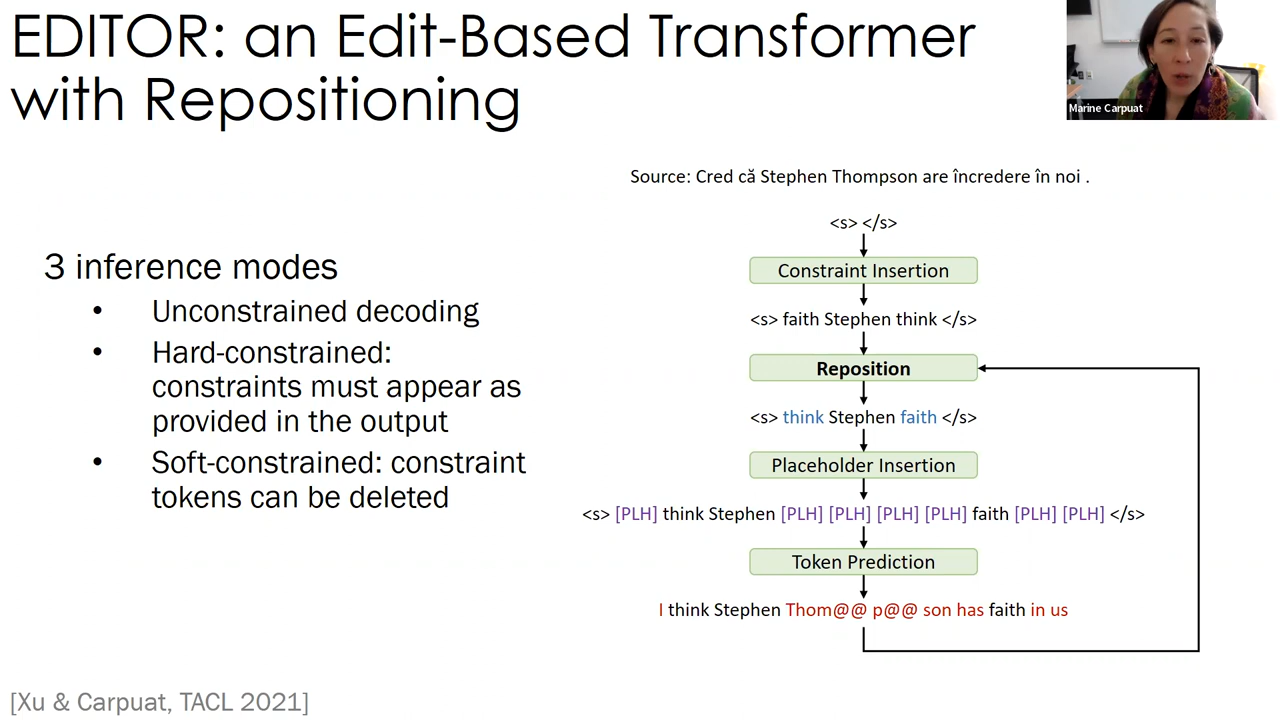 EDITOR: an Edit-Based Transformer
with Repositioning
Marine Carpuat
3 inference modes
• Unconstrained decoding
• Hard-constrained:
constraints must appear as
provided in the output
• Soft-constrained: constraint
tokens can be deleted
Source: Cred că Stephen Thompson are încredere în noi .
<s> </s>
Constraint Insertion
<s> faith Stephen think </s>
Reposition
<s> think Stephen faith </s>
Placeholder Insertion
<s> [PLH] think Stephen [PLH] [PLH] [PLH] [PLH] faith [PLH] [PLH] </s>
Token Prediction
I think Stephen Thom@@ p@@ son has faith in us
[Xu & Carpuat, TACL 2021]